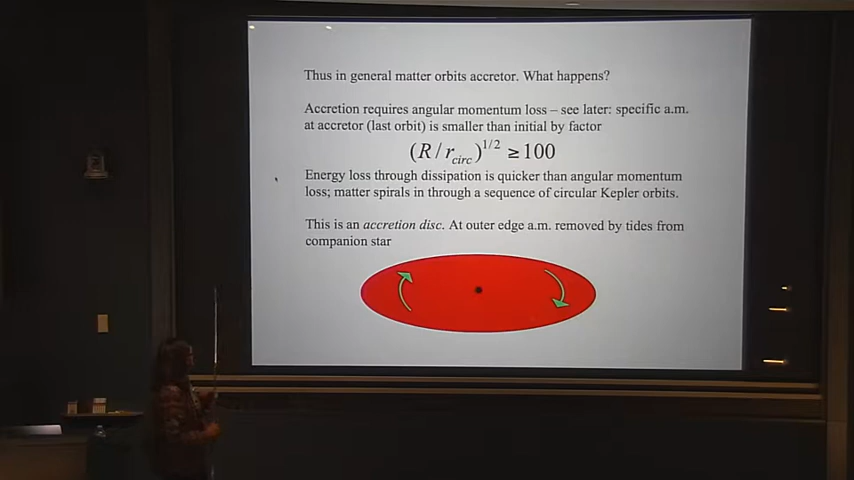 Thus in general matter orbits accretor. What happens?
Accretion requires angular momentum loss – see later: specific a.m.
at accretor (last orbit) is smaller than initial by factor
(R / r_circ)^1/2 ≥ 100
Energy loss through dissipation is quicker than angular momentum
loss; matter spirals in through a sequence of circular Kepler orbits.
This is an accretion disc. At outer edge a.m. removed by tides from
companion star